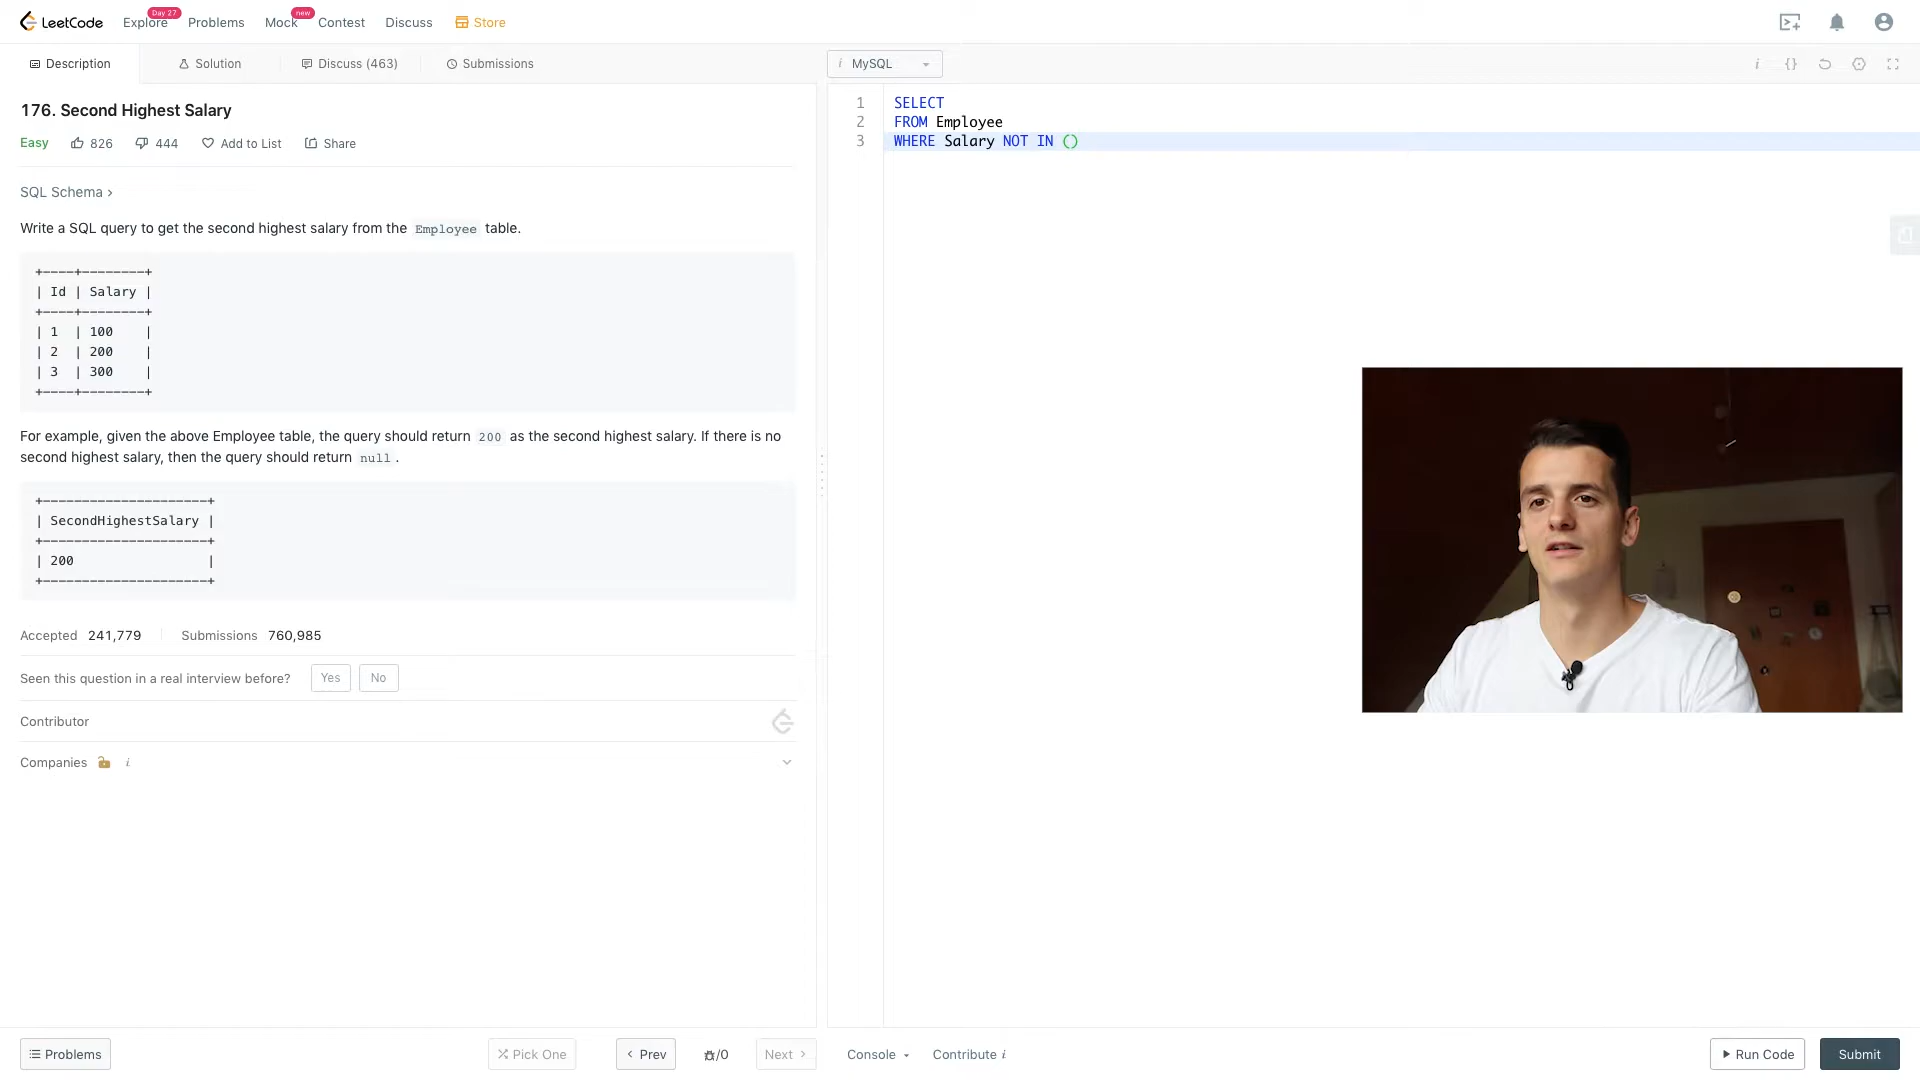 LeetCode Explore Day 27 Problems Mock new Contest Discuss Store
Description Solution Discuss (463) Submissions
176. Second Highest Salary
Easy 826 444 Add to List Share
SQL Schema ›
Write a SQL query to get the second highest salary from the Employee table.
+----+--------+
| Id | Salary |
+----+--------+
| 1  | 100    |
| 2  | 200    |
| 3  | 300    |
+----+--------+
For example, given the above Employee table, the query should return 200 as the second highest salary. If there is no
second highest salary, then the query should return null.
+---------------------+
| SecondHighestSalary |
+---------------------+
| 200                 |
+---------------------+
Accepted 241,779 Submissions 760,985
Seen this question in a real interview before? Yes No
Contributor
Companies i
Problems Pick One ‹ Prev /0 Next ›
i MySQL i {}
1 SELECT
2 FROM Employee
3 WHERE Salary NOT IN ()
Console Contribute i Run Code Submit